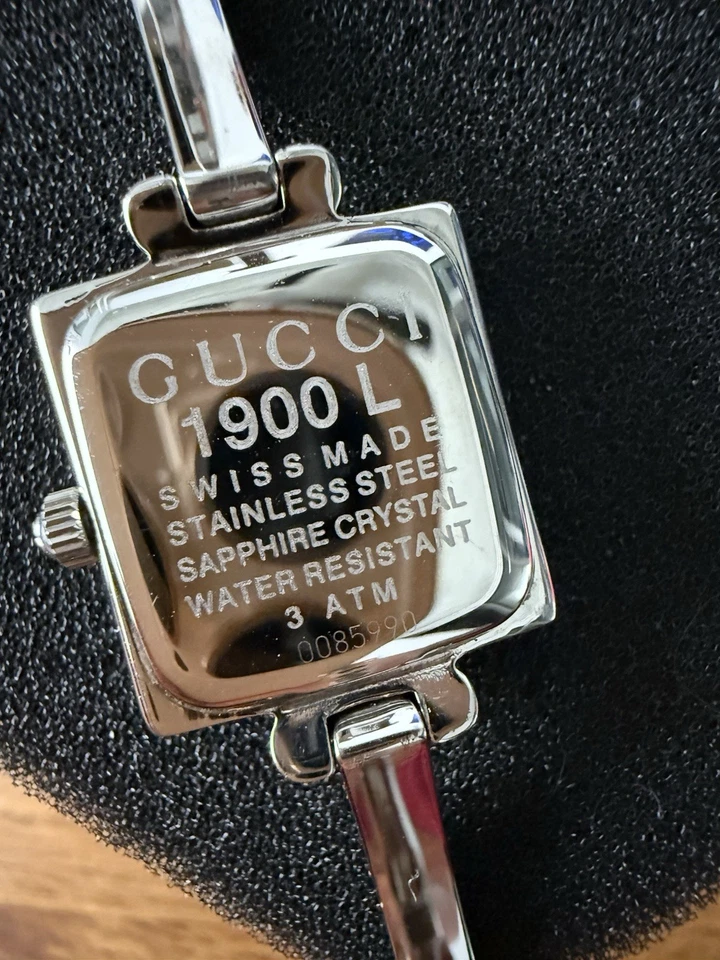 GUCCI
1900 L
SWISS MADE
STAINLESS STEEL
SAPPHIRE CRYSTAL
WATER RESISTANT
3 ATM
0085990